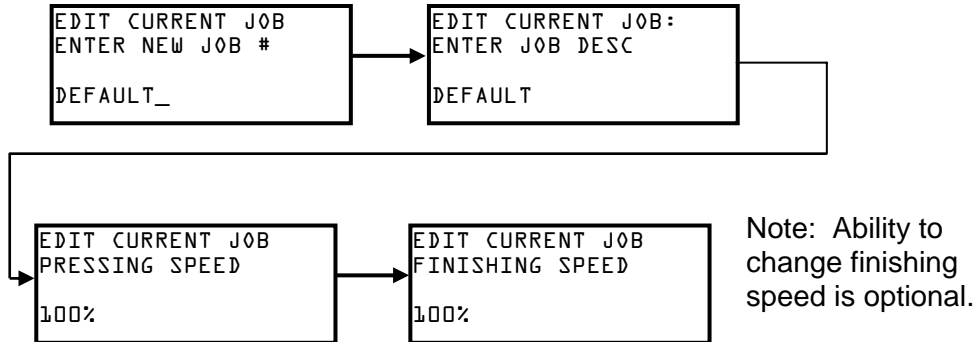 EDIT CURRENT JOB
ENTER NEW JOB #
DEFAULT_
EDIT CURRENT JOB:
ENTER JOB DESC
DEFAULT
EDIT CURRENT JOB
PRESSING SPEED
100%
EDIT CURRENT JOB
FINISHING SPEED
100%
Note: Ability to
change finishing
speed is optional.